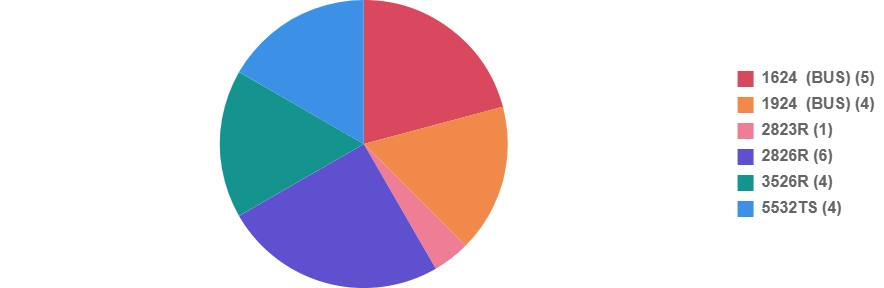 1624 (BUS) (5)
1924 (BUS) (4)
2823R (1)
2826R (6)
3526R (4)
5532TS (4)